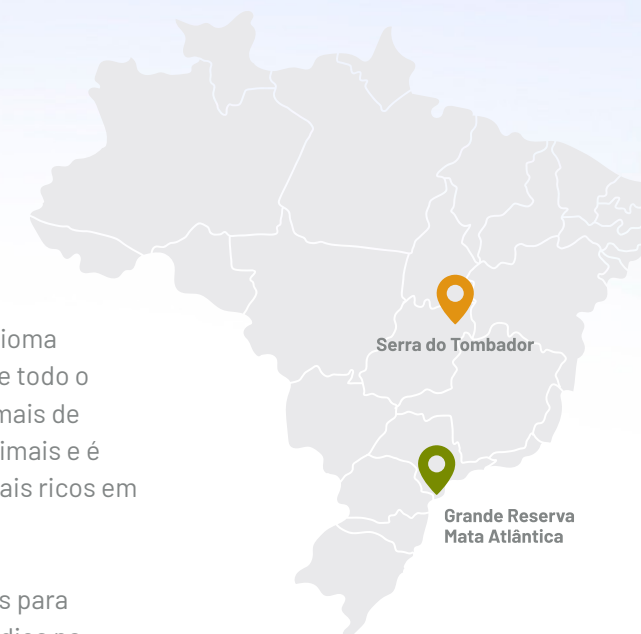 ioma
e todo o
mais de
imais e é
ais ricos em
s para
Serra do Tombador
Grande Reserva
Mata Atlântica